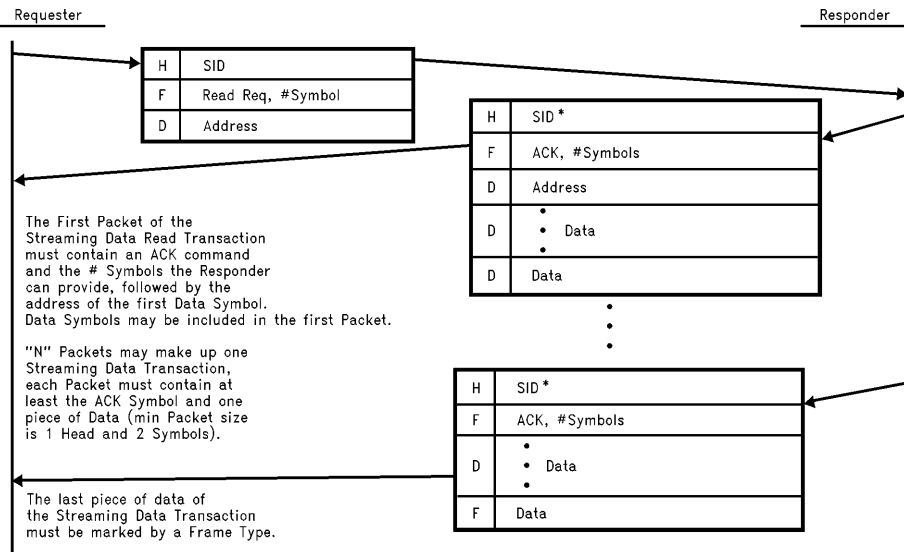 Requester
Responder
H SID
F Read Req, #Symbol
D Address
H SID*
F ACK, #Symbols
D Address
D Data
D Data
The First Packet of the
Streaming Data Read Transaction
must contain an ACK command
and the # Symbols the Responder
can provide, followed by the
address of the first Data Symbol.
Data Symbols may be included in the first Packet.
"N" Packets may make up one
Streaming Data Transaction,
each Packet must contain at
least the ACK Symbol and one
piece of Data (min Packet size
is 1 Head and 2 Symbols).
H SID*
F ACK, #Symbols
D Data
F Data
The last piece of data of
the Streaming Data Transaction
must be marked by a Frame Type.